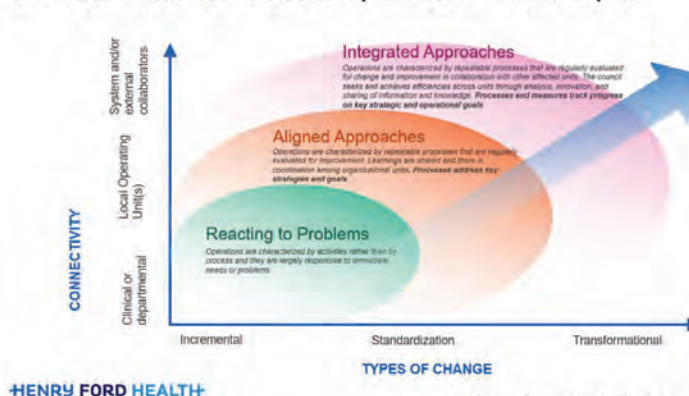 Integrated Approaches
Operations are characterized by repeatable processes that are regularly evaluated
for change and improvement in collaboration with other affected units. The council
seeks and achieves efficiencies across units through analysis, innovation, and
sharing of information and knowledge. Processes and measures track progress
on key strategic and operational goals
Aligned Approaches
Operations are characterized by repeatable processes that are regularly
evaluated for improvement. Learnings are shared and there is
coordination among organizational units. Processes address key
strategies and goals
Reacting to Problems
Operations are characterized by activities rather than by
process and they are largely responsive to immediate
needs or problems
CONNECTIVITY
System and/or
external
collaborators
Local Operating
Unit(s)
Clinical or
departmental
Incremental
Standardization
Transformational
TYPES OF CHANGE
HENRY FORD HEALTH